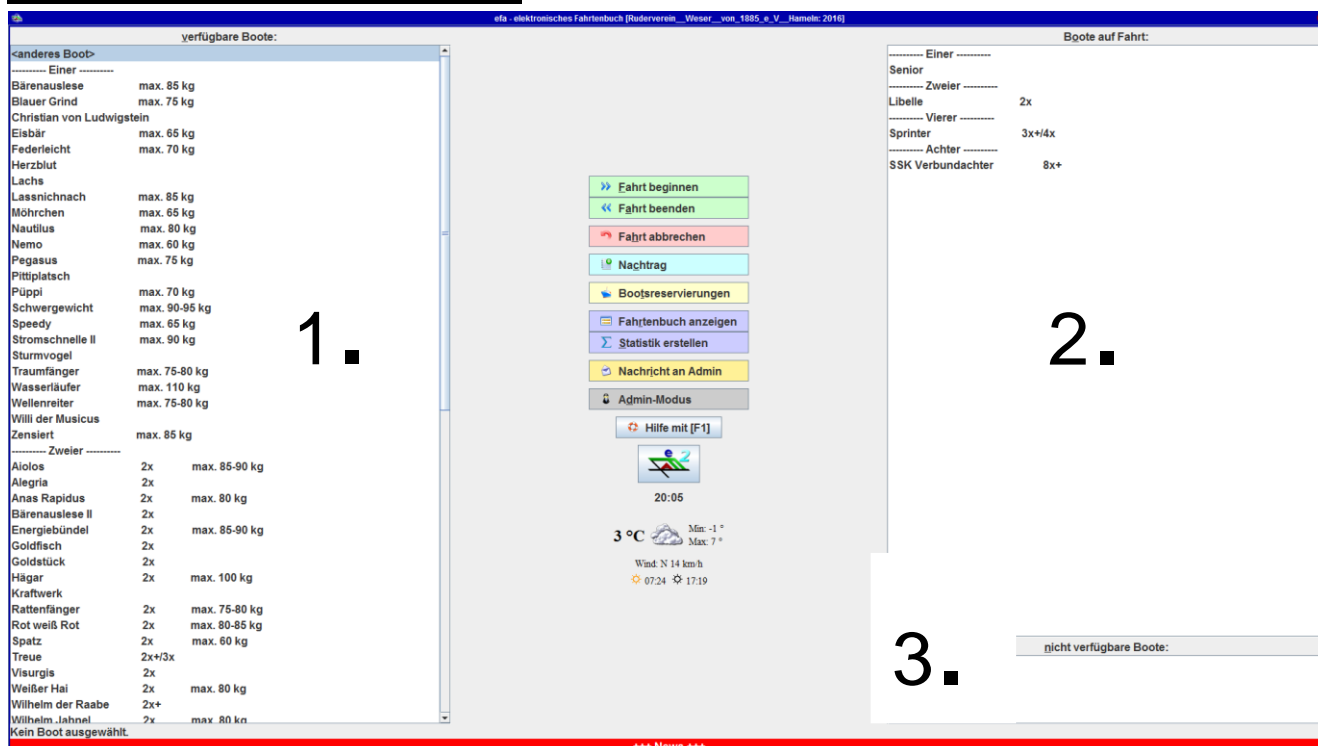 efa - elektronisches Fahrtenbuch [Ruderverein__Weser__von_1885_e_V__Hameln: 2016]
verfügbare Boote:
<anderes Boot>
---------- Einer ----------
Bärenauslese max. 85 kg
Blauer Grind max. 75 kg
Christian von Ludwigstein
Eisbär max. 65 kg
Federleicht max. 70 kg
Herzblut
Lachs
Lassnichnach max. 85 kg
Möhrchen max. 65 kg
Nautilus max. 80 kg
Nemo max. 60 kg
Pegasus max. 75 kg
Pittiplatsch
Püppi max. 70 kg
Schwergewicht max. 90-95 kg
Speedy max. 65 kg
Stromschnelle II max. 90 kg
Sturmvogel
Traumfänger max. 75-80 kg
Wasserläufer max. 110 kg
Wellenreiter max. 75-80 kg
Willi der Musicus
Zensiert max. 85 kg
---------- Zweier ----------
Aiolos 2x max. 85-90 kg
Alegria 2x
Anas Rapidus 2x max. 80 kg
Bärenauslese II 2x
Energiebündel 2x max. 85-90 kg
Goldfisch 2x
Goldstück 2x
Hägar 2x max. 100 kg
Kraftwerk
Rattenfänger 2x max. 75-80 kg
Rot weiß Rot 2x max. 80-85 kg
Spatz 2x max. 60 kg
Treue 2x+/3x
Visurgis 2x
Weißer Hai 2x max. 80 kg
Wilhelm der Raabe 2x+
Wilhelm Jahnel 2x max. 80 kg
1.
Kein Boot ausgewählt.
Fahrt beginnen
Fahrt beenden
Fahrt abbrechen
Nachtrag
Bootsreservierungen
Fahrtenbuch anzeigen
Statistik erstellen
Nachricht an Admin
Admin-Modus
Hilfe mit [F1]
e 2
20:05
3 °C Min: -1 °
Max: 7 °
Wind: N 14 km/h
07:24 17:19
Boote auf Fahrt:
---------- Einer ----------
Senior
---------- Zweier ----------
Libelle 2x
---------- Vierer ----------
Sprinter 3x+/4x
---------- Achter ----------
SSK Verbundachter 8x+
2.
3.
nicht verfügbare Boote:
+++ News +++